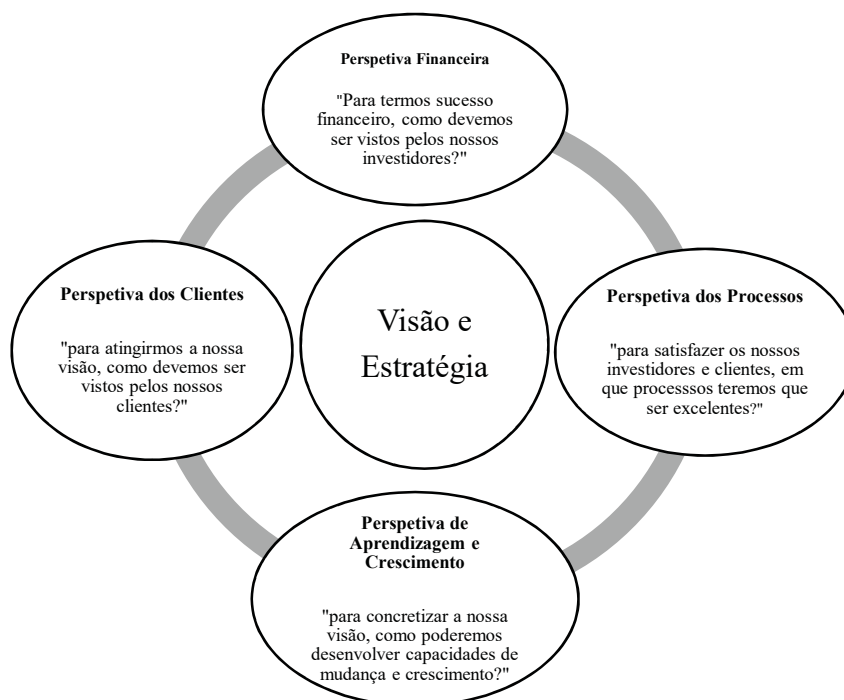 Perspetiva Financeira
"Para termos sucesso
financeiro, como devemos
ser vistos pelos nossos
investidores?"
Perspetiva dos Clientes
"para atingirmos a nossa
visão, como devemos ser
vistos pelos nossos
clientes?"
Visão e
Estratégia
Perspetiva dos Processos
"para satisfazer os nossos
investidores e clientes, em
que processsos teremos que
ser excelentes?"
Perspetiva de
Aprendizagem e
Crescimento
"para concretizar a nossa
visão, como poderemos
desenvolver capacidades de
mudança e crescimento?"